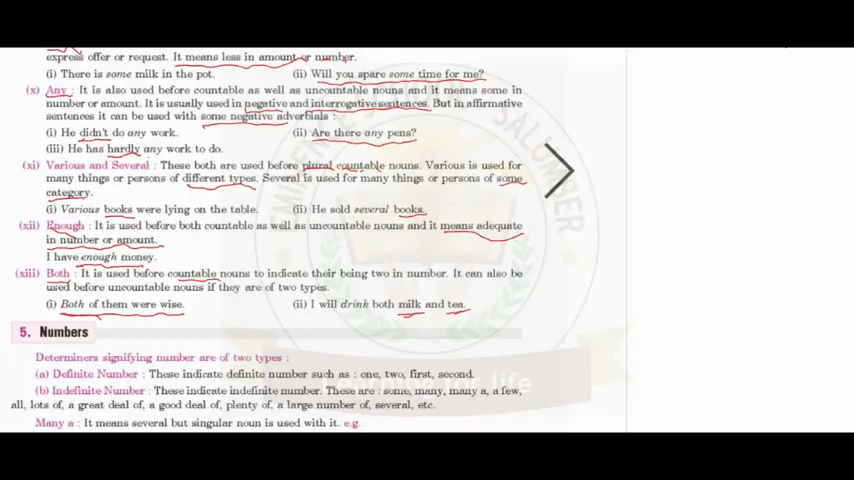 express offer or request. It means less in amount or number.
(i) There is some milk in the pot. (ii) Will you spare some time for me?
(x) Any : It is also used before countable as well as uncountable nouns and it means some in
number or amount. It is usually used in negative and interrogative sentences. But in affirmative
sentences it can be used with some negative adverbials :
(i) He didn't do any work. (ii) Are there any pens?
(iii) He has hardly any work to do.
(xi) Various and Several : These both are used before plural countable nouns. Various is used for
many things or persons of different types. Several is used for many things or persons of some
category.
(i) Various books were lying on the table. (ii) He sold several books.
(xii) Enough : It is used before both countable as well as uncountable nouns and it means adequate
in number or amount.
I have enough money.
(xiii) Both : It is used before countable nouns to indicate their being two in number. It can also be
used before uncountable nouns if they are of two types.
(i) Both of them were wise. (ii) I will drink both milk and tea.
5. Numbers
Determiners signifying number are of two types :
(a) Definite Number : These indicate definite number such as : one, two, first, second.
(b) Indefinite Number : These indicate indefinite number. These are : some, many, many a, a few,
all, lots of, a great deal of, a good deal of, plenty of, a large number of, several, etc.
Many a : It means several but singular noun is used with it. e.g.
learning for life
SALUMBER